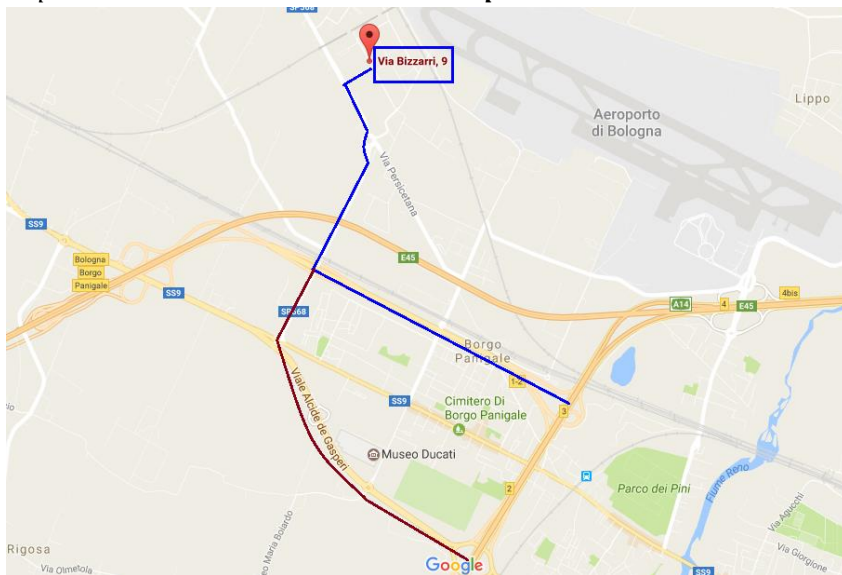 SP568
Via Bizzarri, 9
Aeroporto
di Bologna
Lippo
Via Persicetana
SS9
Bologna
Borgo
Panigale
E45
SS9
SP568
A14
4
E45
4bis
Borgo
Panigale
1-2
3
Viale Alcide de Gasperi
SS9
Cimitero Di
Borgo Panigale
Museo Ducati
2
Parco dei Pini
Fiume Reno
Via Agucchi
Via Giorgione
Rigosa
Via Olmetola
Maria Boiardo
Google
SS9